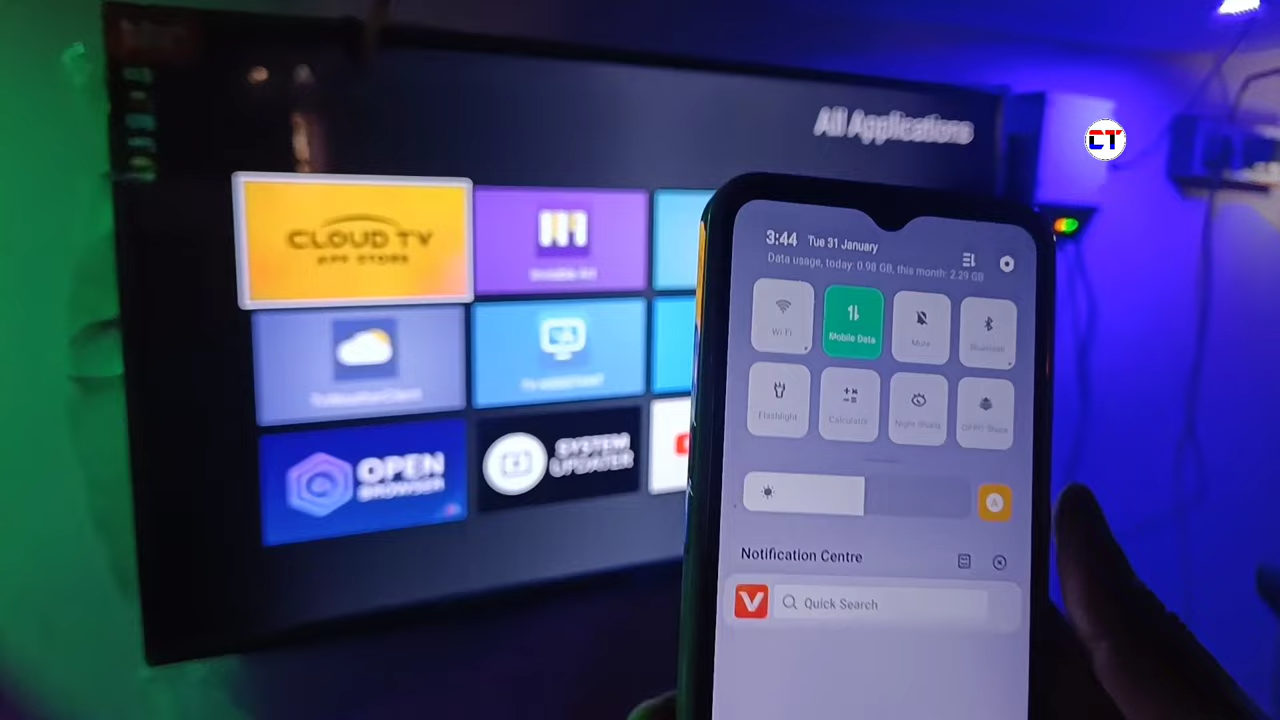 All Applications
CLOUD TV
APP STORE
OPEN
BROWSER
SYSTEM
UPDATER
CT
3:44 Tue 31 January
Data usage, today: 0.98 GB, this month: 2.29 GB
Wi Fi
Mobile Data
Mute
Bluetooth
Flashlight
Calculator
Night Shield
OPPO Share
A
Notification Centre
V
Quick Search